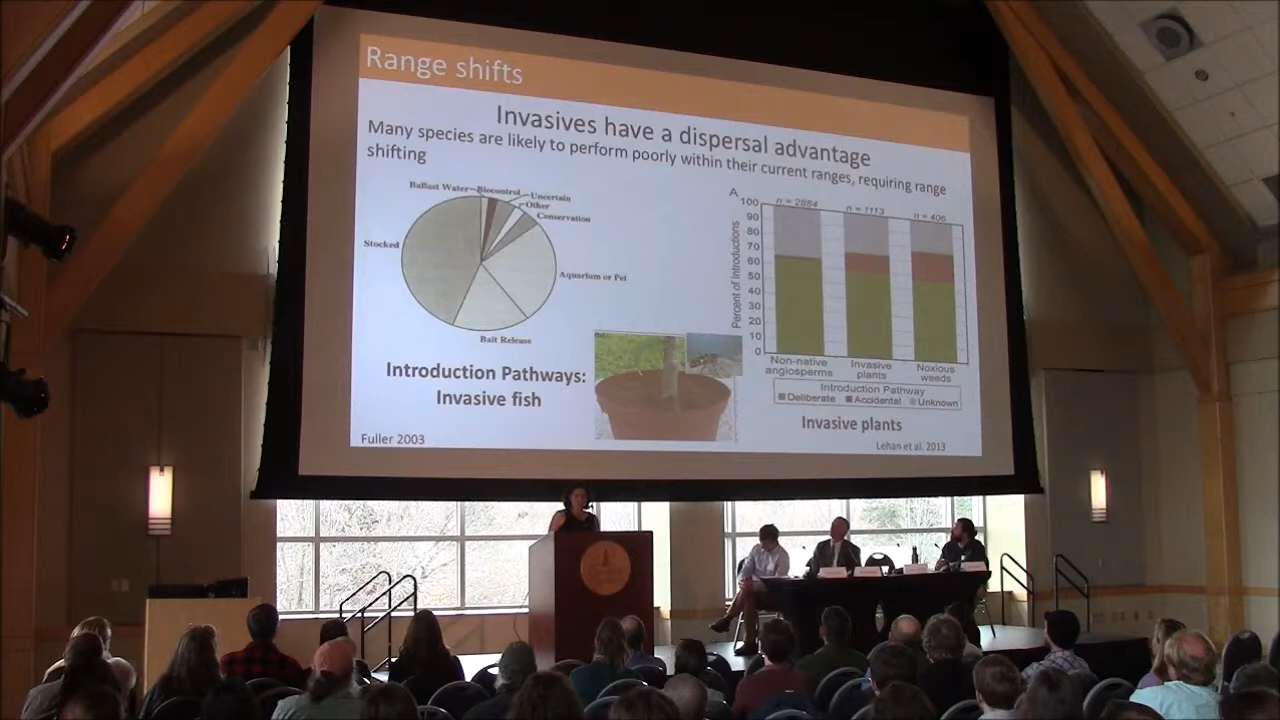 Range shifts
Invasives have a dispersal advantage
Many species are likely to perform poorly within their current ranges, requiring range
shifting
Ballast Water
Biocontrol
Uncertain
Other
Conservation
Stocked
Aquarium or Pet
Bait Release
Introduction Pathways:
Invasive fish
Fuller 2003
A
n = 2684
n = 1113
n = 406
Percent of Introductions
100
90
80
70
60
50
40
30
20
10
0
Non-native
angiosperms
Invasive
plants
Noxious
weeds
Introduction Pathway
Deliberate Accidental Unknown
Invasive plants
Lehan et al. 2013